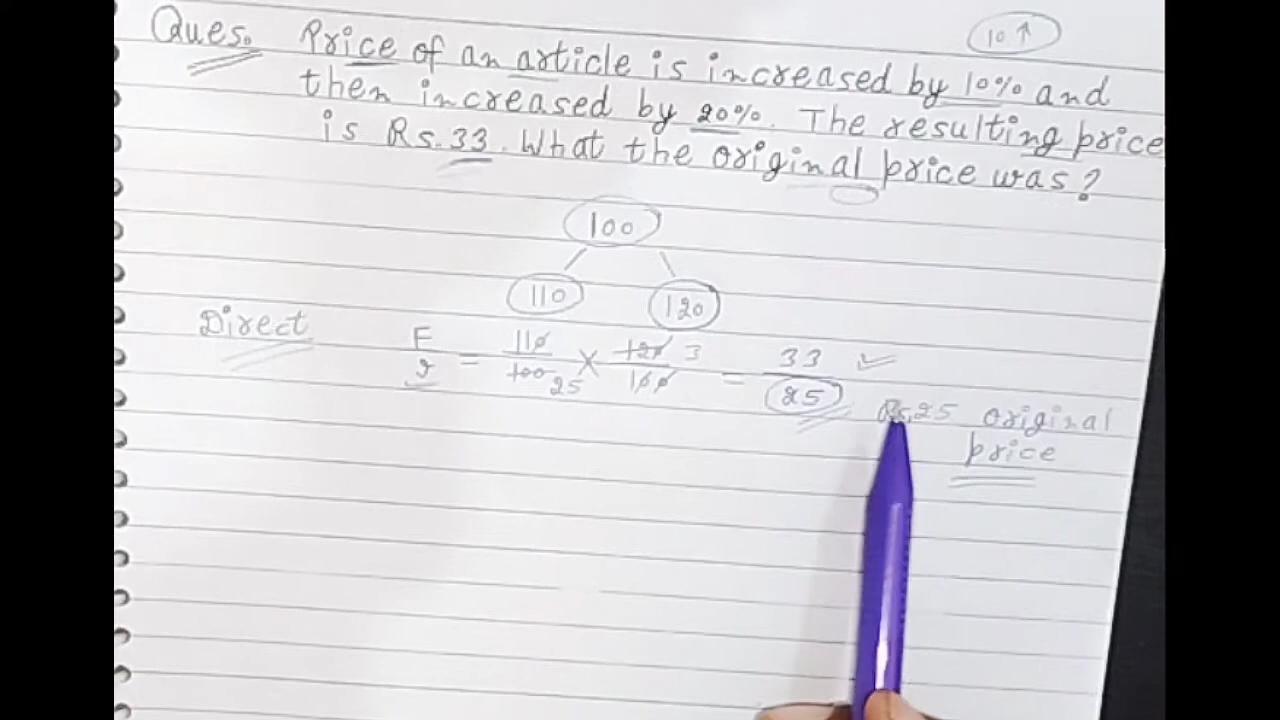 10 ↑
Ques. Price of an article is increased by 10% and
then increased by 20%. The resulting price
is Rs. 33. What the original price was?
100
110 120
Direct F/I = 110/100 × 120/100 = 33/25 ✓
25 3
Rs. 25 original
price